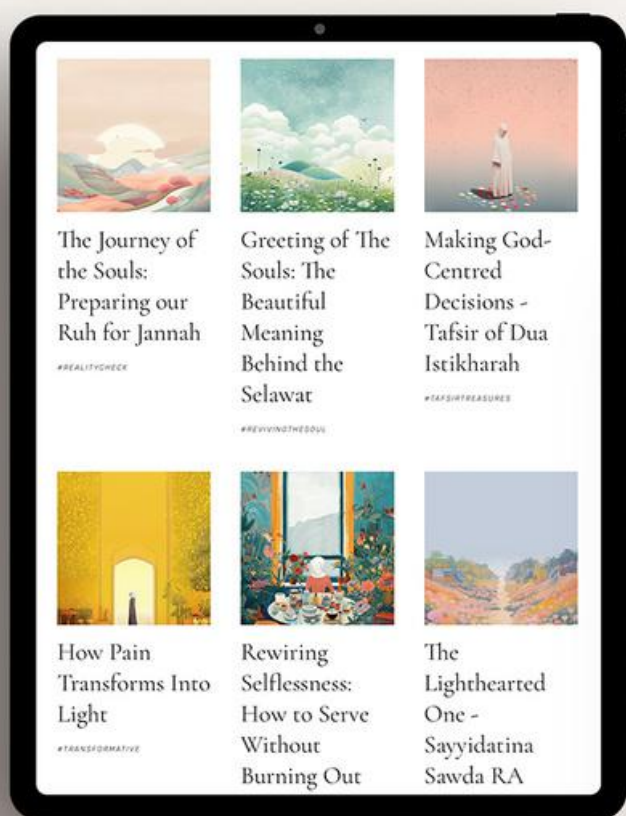 The Journey of
the Souls:
Preparing our
Ruh for Jannah
#REALITYCHECK
Greeting of The
Souls: The
Beautiful
Meaning
Behind the
Selawat
#REVIVINGTHESOUL
Making God-
Centred
Decisions -
Tafsir of Dua
Istikharah
#TAFSIRTREASURES
How Pain
Transforms Into
Light
#TRANSFORMATIVE
Rewiring
Selflessness:
How to Serve
Without
Burning Out
The
Lighthearted
One -
Sayyidatina
Sawda RA